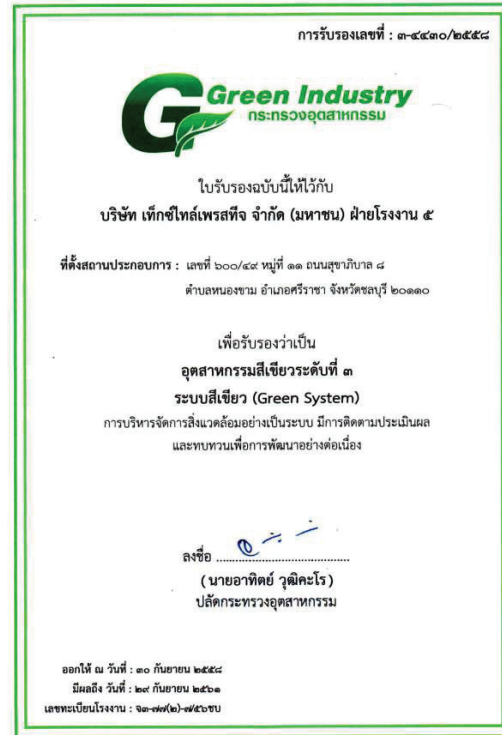 การรับรองเลขที่ : ๓-๔๔๓๐/๒๕๕๘
G Green Industry
กระทรวงอุตสาหกรรม
ใบรับรองฉบับนี้ให้ไว้กับ
บริษัท เท็กซ์ไทล์เพรสทีจ จำกัด (มหาชน) ฝ่ายโรงงาน ๕
ที่ตั้งสถานประกอบการ : เลขที่ ๖๐๐/๔๙ หมู่ที่ ๑๑ ถนนสุขาภิบาล ๘
ตำบลหนองขาม อำเภอศรีราชา จังหวัดชลบุรี ๒๐๑๑๐
เพื่อรับรองว่าเป็น
อุตสาหกรรมสีเขียวระดับที่ ๓
ระบบสีเขียว (Green System)
การบริหารจัดการสิ่งแวดล้อมอย่างเป็นระบบ มีการติดตามประเมินผล
และทบทวนเพื่อการพัฒนาอย่างต่อเนื่อง
ลงชื่อ
(นายอาทิตย์ วุฒิคะโร)
ปลัดกระทรวงอุตสาหกรรม
ออกให้ ณ วันที่ : ๓๐ กันยายน ๒๕๕๘
มีผลถึง วันที่ : ๒๙ กันยายน ๒๕๖๑
เลขทะเบียนโรงงาน :